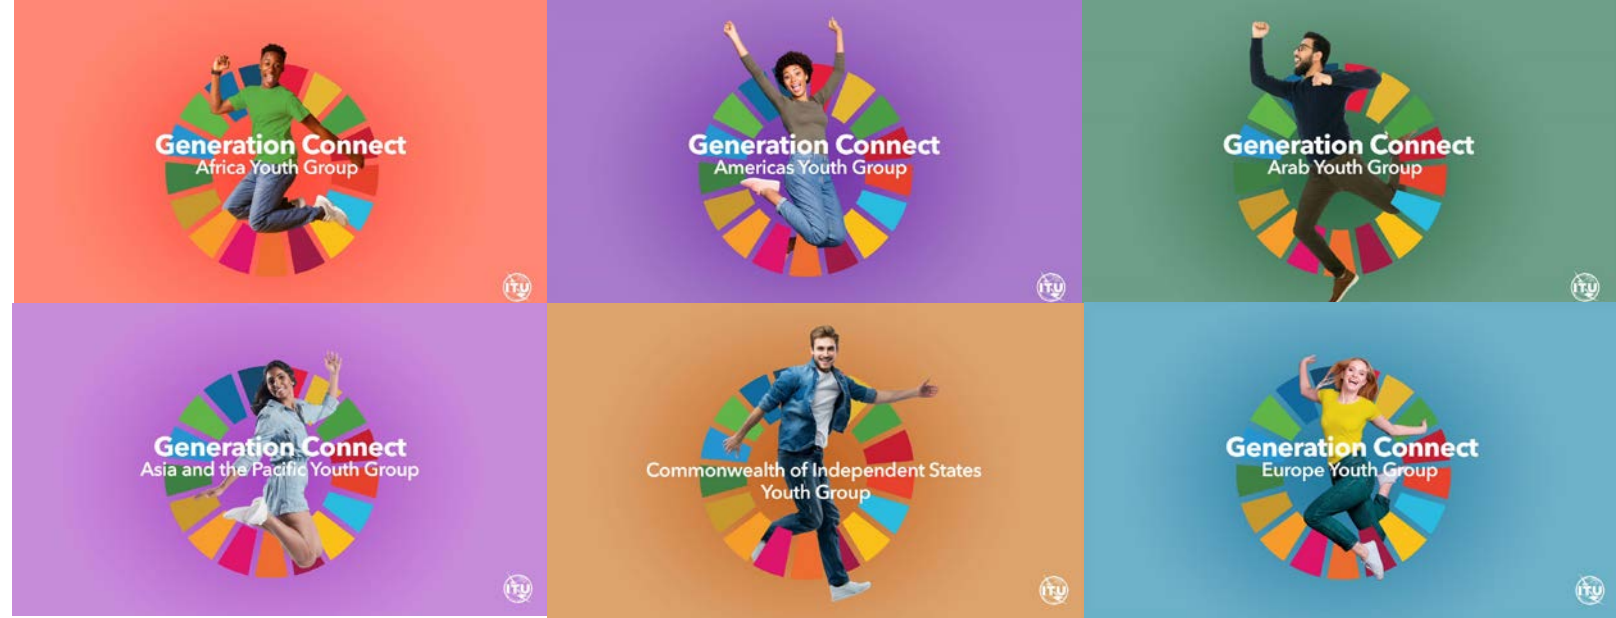 Generation Connect
Africa Youth Group
ITU
Generation Connect
Americas Youth Group
ITU
Generation Connect
Arab Youth Group
ITU
Generation Connect
Asia and the Pacific Youth Group
ITU
Commonwealth of Independent States
Youth Group
ITU
Generation Connect
Europe Youth Group
ITU